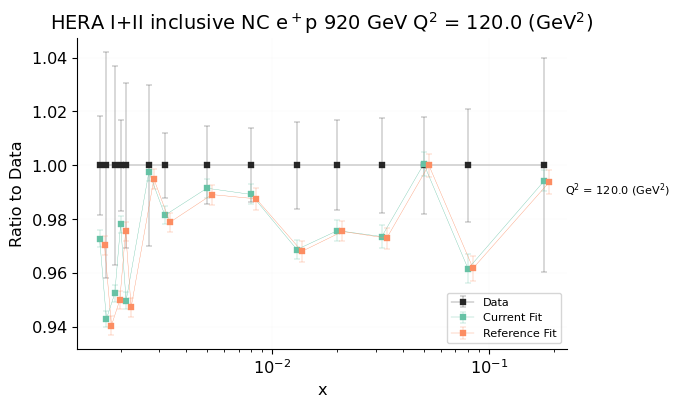 HERA I+II inclusive NC e⁺p 920 GeV Q² = 120.0 (GeV²)
Ratio to Data
1.04
1.02
1.00
0.98
0.96
0.94
Q² = 120.0 (GeV²)
Data
Current Fit
Reference Fit
10⁻²
10⁻¹
x